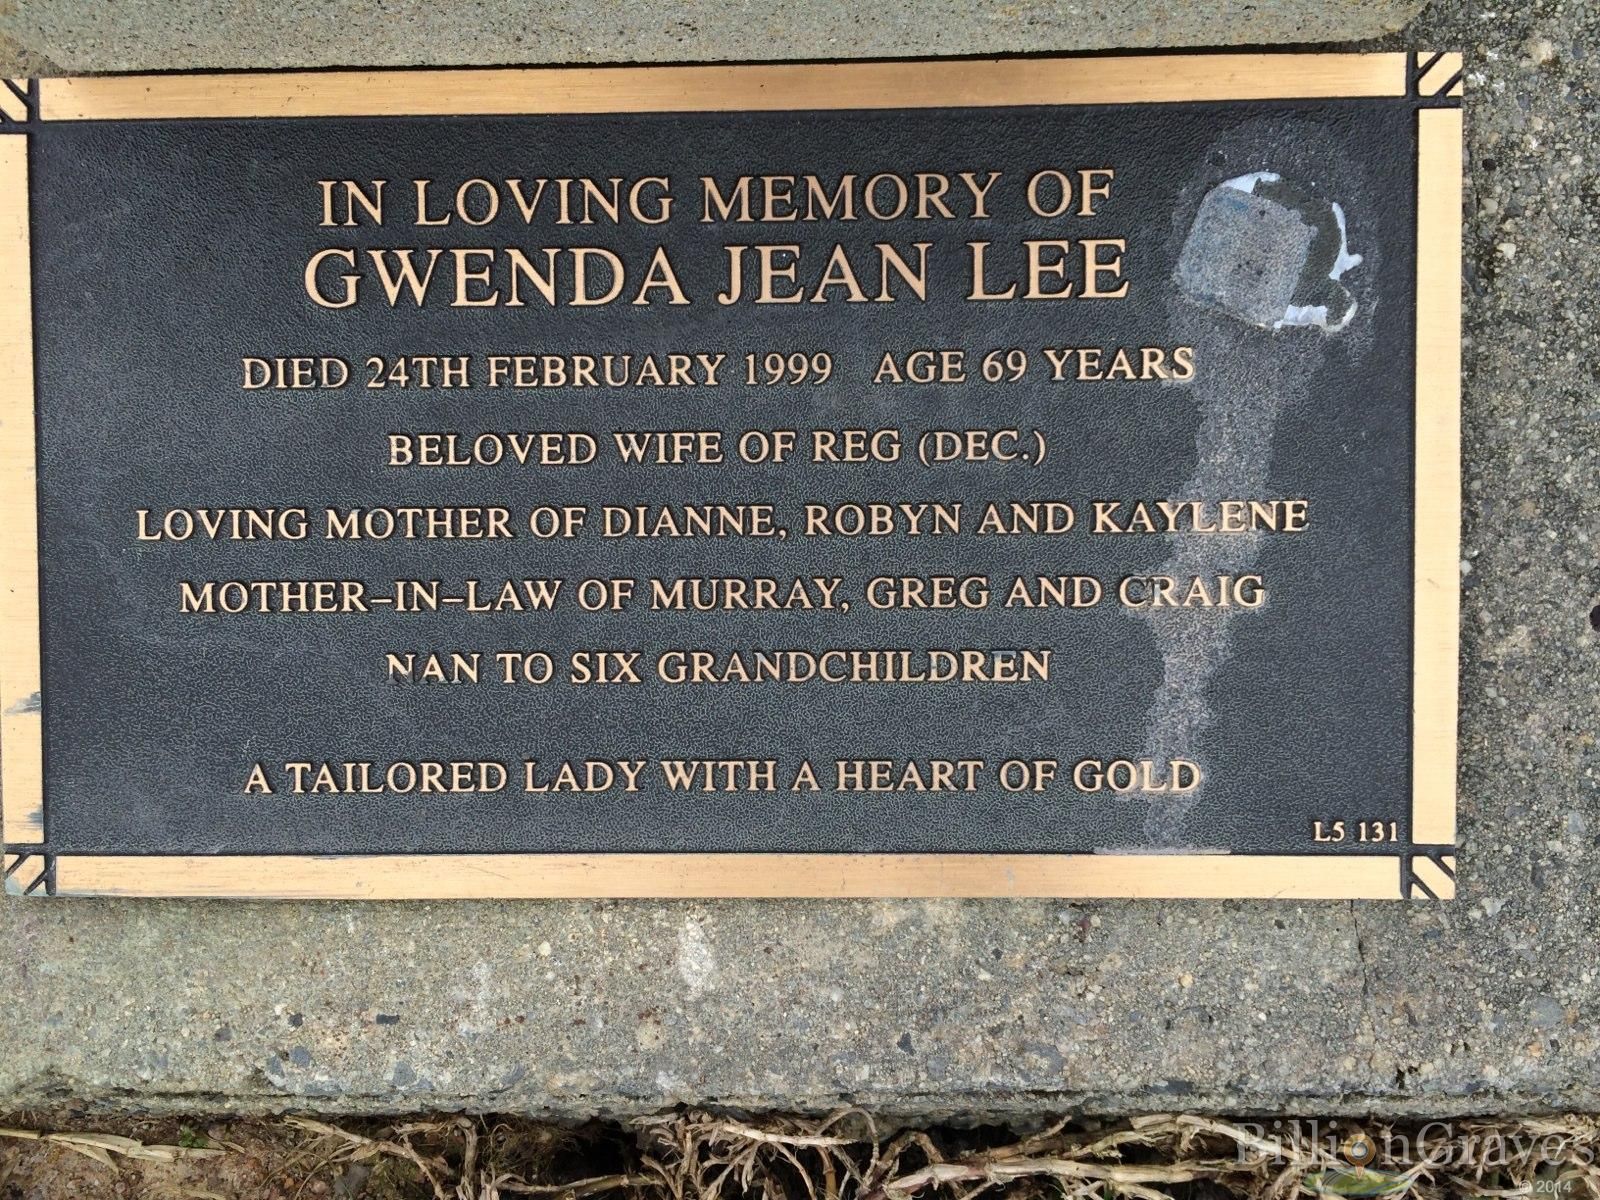 IN LOVING MEMORY OF
GWENDA JEAN LEE
DIED 24TH FEBRUARY 1999 AGE 69 YEARS
BELOVED WIFE OF REG (DEC.)
LOVING MOTHER OF DIANNE, ROBYN AND KAYLENE
MOTHER-IN-LAW OF MURRAY, GREG AND CRAIG
NAN TO SIX GRANDCHILDREN
A TAILORED LADY WITH A HEART OF GOLD
L5 131
BillionGraves
© 2014